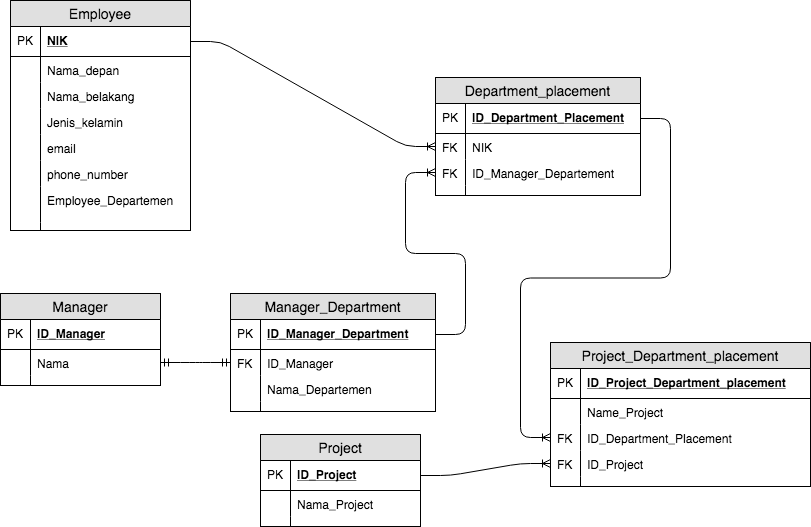 Employee
PK NIK
Nama_depan
Nama_belakang
Jenis_kelamin
email
phone_number
Employee_Departemen
Department_placement
PK ID_Department_Placement
FK NIK
FK ID_Manager_Departement
Manager
PK ID_Manager
Nama
Manager_Department
PK ID_Manager_Department
FK ID_Manager
Nama_Departemen
Project_Department_placement
PK ID_Project_Department_placement
Name_Project
FK ID_Department_Placement
FK ID_Project
Project
PK ID_Project
Nama_Project